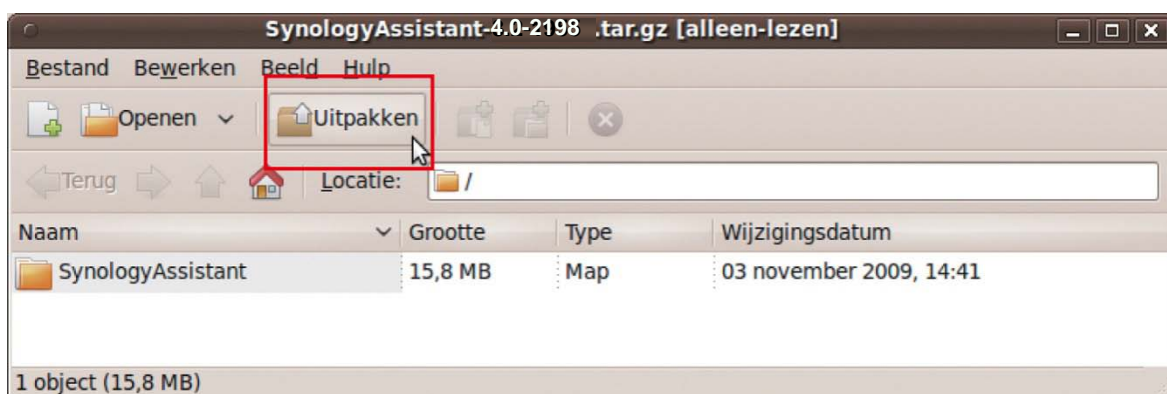 SynologyAssistant-4.0-2198 .tar.gz [alleen-lezen]
Bestand Bewerken Beeld Hulp
Openen Uitpakken
Terug Locatie: /
Naam Grootte Type Wijzigingsdatum
SynologyAssistant 15,8 MB Map 03 november 2009, 14:41
1 object (15,8 MB)